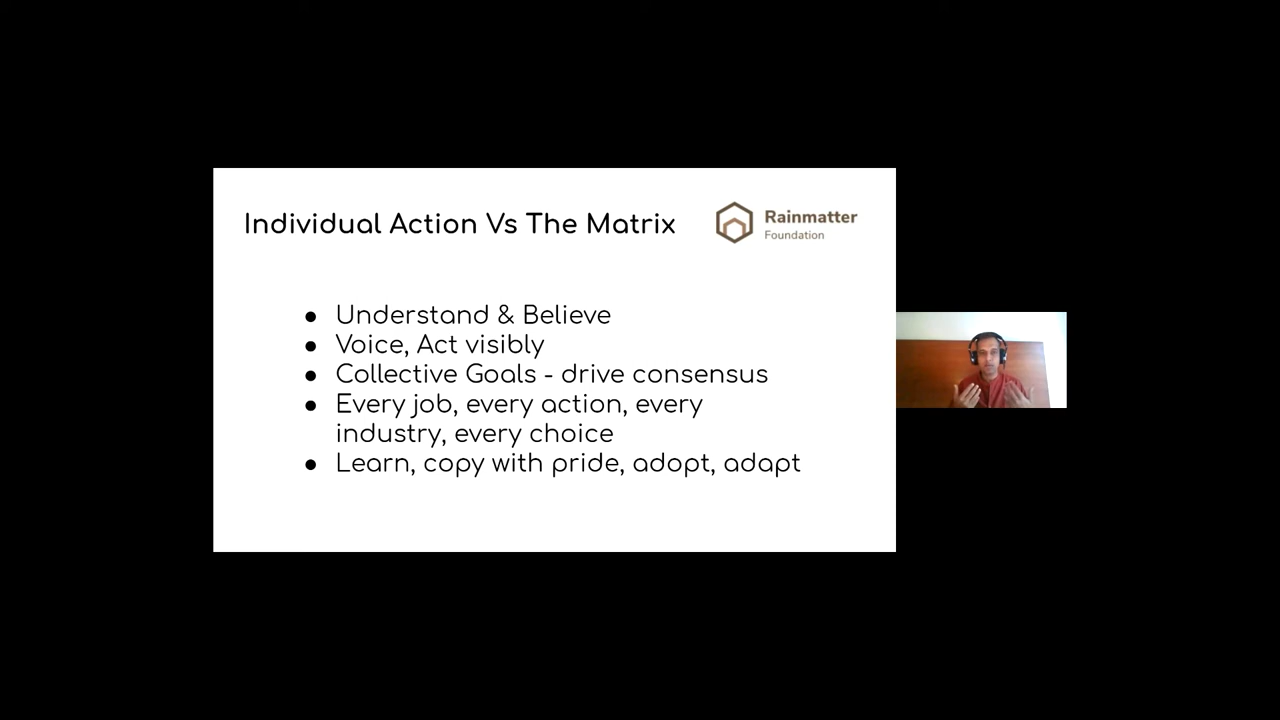 Individual Action Vs The Matrix
Rainmatter
Foundation
● Understand & Believe
● Voice, Act visibly
● Collective Goals - drive consensus
● Every job, every action, every
industry, every choice
● Learn, copy with pride, adopt, adapt